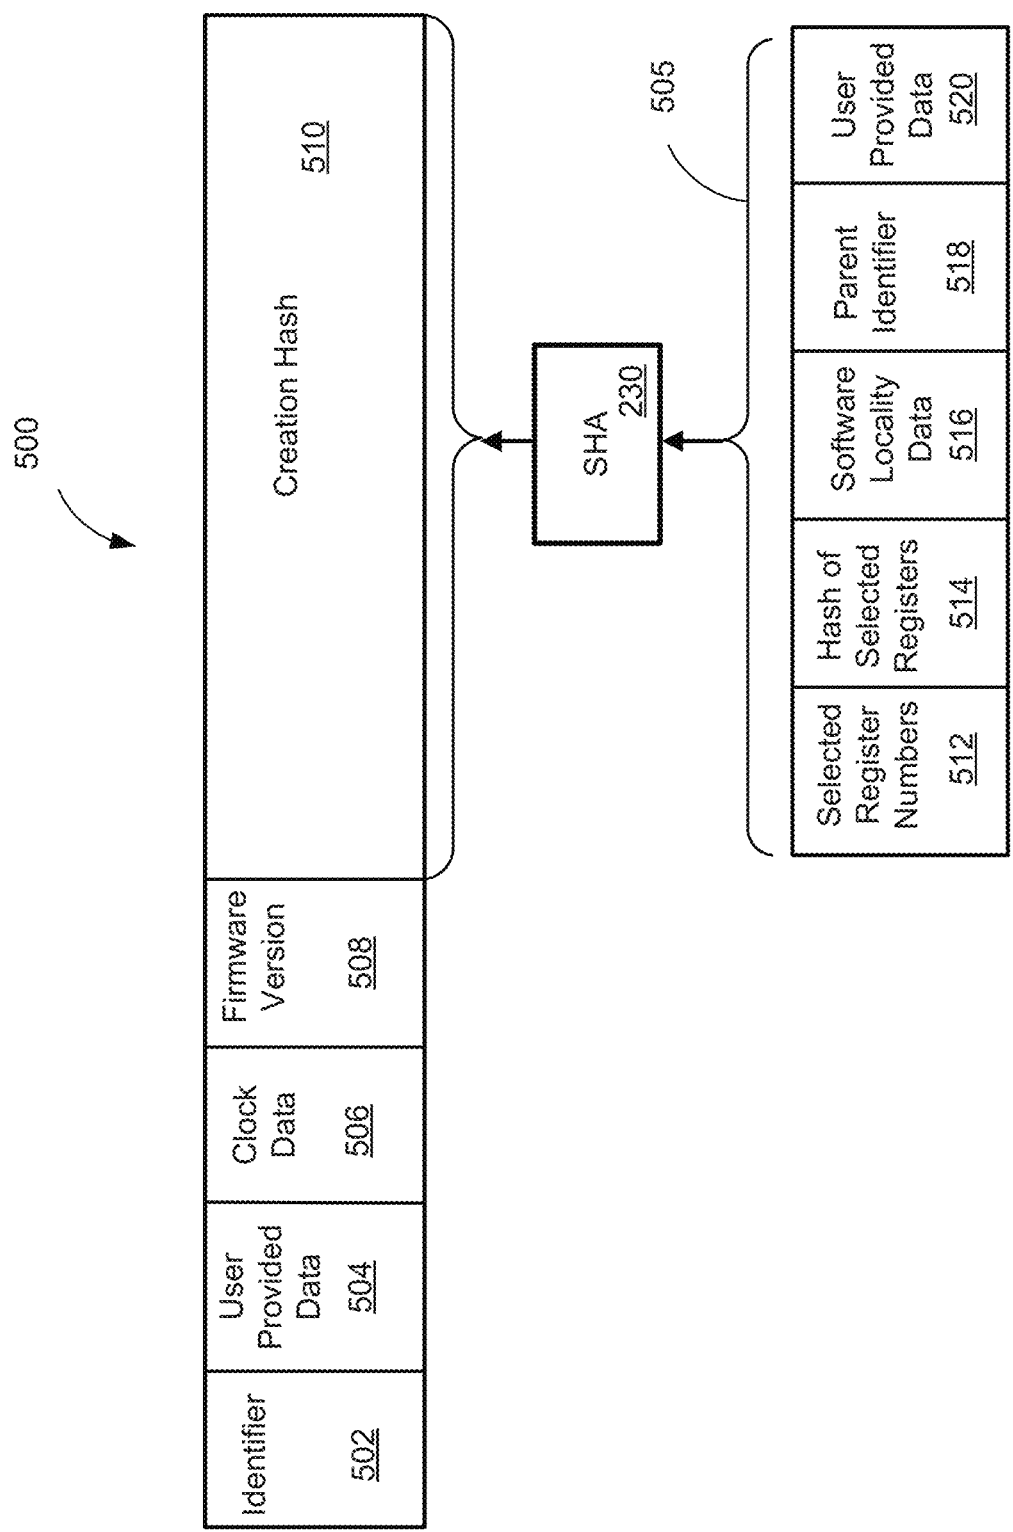 500
Identifier
502
User
Provided
Data
504
Clock
Data
506
Firmware
Version
508
Creation Hash
510
SHA
230
505
Selected
Register
Numbers
512
Hash of
Selected
Registers
514
Software
Locality
Data
516
Parent
Identifier
518
User
Provided
Data
520